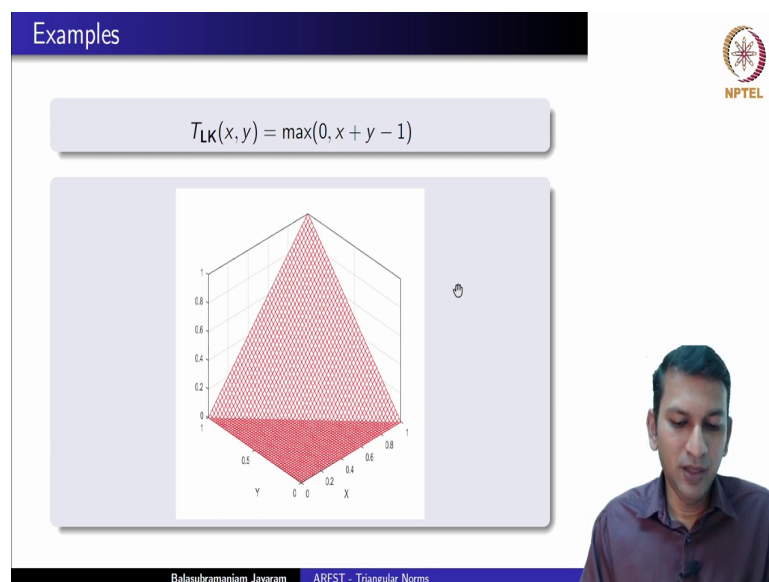 Examples
NPTEL
T_LK(x, y) = max(0, x + y − 1)
1
0.8
0.6
0.4
0.2
0
1
0.5
0
Y
0
0.2
0.4
0.6
0.8
1
X
Balasubramaniam Jayaram
ARFST - Triangular Norms